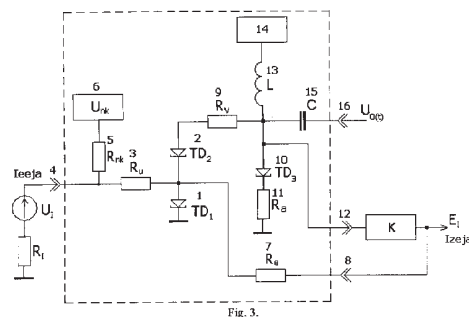 14
13
L
6
U_nk
9
R_v
15
C
16
U_0(t)
5
R_nk
2
TD_2
Ieeja
4
3
R_u
10
TD_3
1
TD_1
11
R_a
12
K
E_i
Izeja
U_I
7
R_e
8
R_I
Fig. 3.